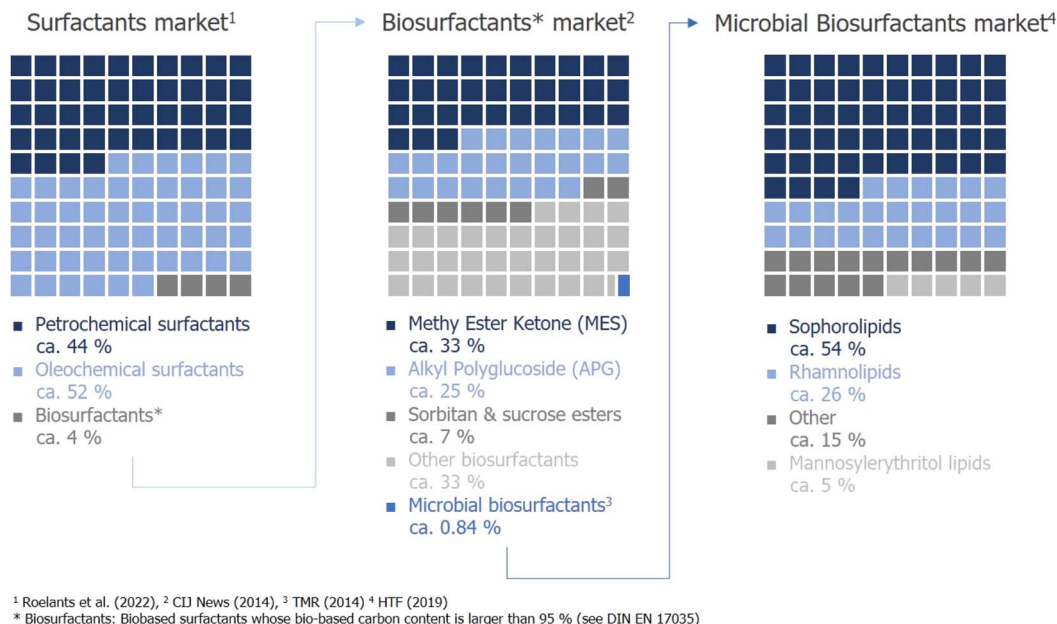 Surfactants market¹
Petrochemical surfactants
ca. 44 %
Oleochemical surfactants
ca. 52 %
Biosurfactants*
ca. 4 %
Biosurfactants* market²
Methy Ester Ketone (MES)
ca. 33 %
Alkyl Polyglucoside (APG)
ca. 25 %
Sorbitan & sucrose esters
ca. 7 %
Other biosurfactants
ca. 33 %
Microbial biosurfactants³
ca. 0.84 %
Microbial Biosurfactants market⁴
Sophorolipids
ca. 54 %
Rhamnolipids
ca. 26 %
Other
ca. 15 %
Mannosylerythritol lipids
ca. 5 %
¹ Roelants et al. (2022), ² CIJ News (2014), ³ TMR (2014) ⁴ HTF (2019)
* Biosurfactants: Biobased surfactants whose bio-based carbon content is larger than 95 % (see DIN EN 17035)